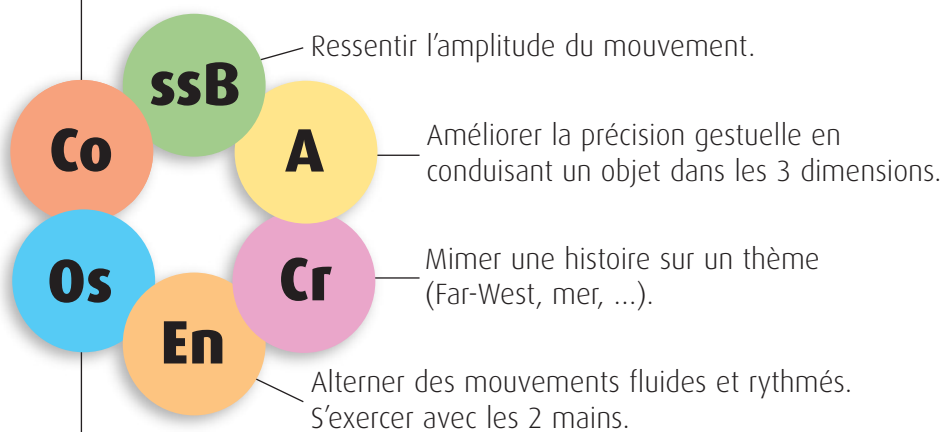 ssB
Ressentir l’amplitude du mouvement.
Co
A
Améliorer la précision gestuelle en
conduisant un objet dans les 3 dimensions.
Os
Cr
Mimer une histoire sur un thème
(Far-West, mer, ...).
En
Alterner des mouvements fluides et rythmés.
S’exercer avec les 2 mains.